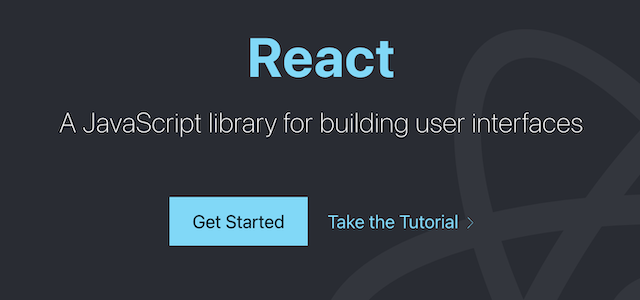 React
A JavaScript library for building user interfaces
Get Started
Take the Tutorial